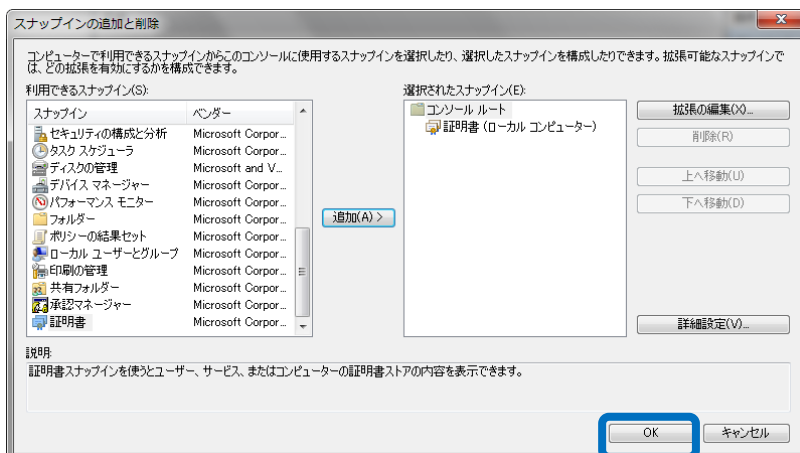 スナップインの追加と削除
コンピューターで利用できるスナップインからこのコンソールに使用するスナップインを選択したり、選択したスナップインを構成したりできます。拡張可能なスナップインで
は、どの拡張を有効にするかを構成できます。
利用できるスナップイン(S):
スナップイン ベンダー
セキュリティの構成と分析 Microsoft Corpor...
タスク スケジューラ Microsoft Corpor...
ディスクの管理 Microsoft and V...
デバイス マネージャー Microsoft Corpor...
パフォーマンス モニター Microsoft Corpor...
フォルダー Microsoft Corpor...
ポリシーの結果セット Microsoft Corpor...
ローカル ユーザーとグループ Microsoft Corpor...
印刷の管理 Microsoft Corpor...
共有フォルダー Microsoft Corpor...
承認マネージャー Microsoft Corpor...
証明書 Microsoft Corpor...
追加(A) >
選択されたスナップイン(E):
コンソール ルート
証明書 (ローカル コンピューター)
拡張の編集(X)...
削除(R)
上へ移動(U)
下へ移動(D)
詳細設定(V)...
説明:
証明書スナップインを使うとユーザー、サービス、またはコンピューターの証明書ストアの内容を表示できます。
OK
キャンセル